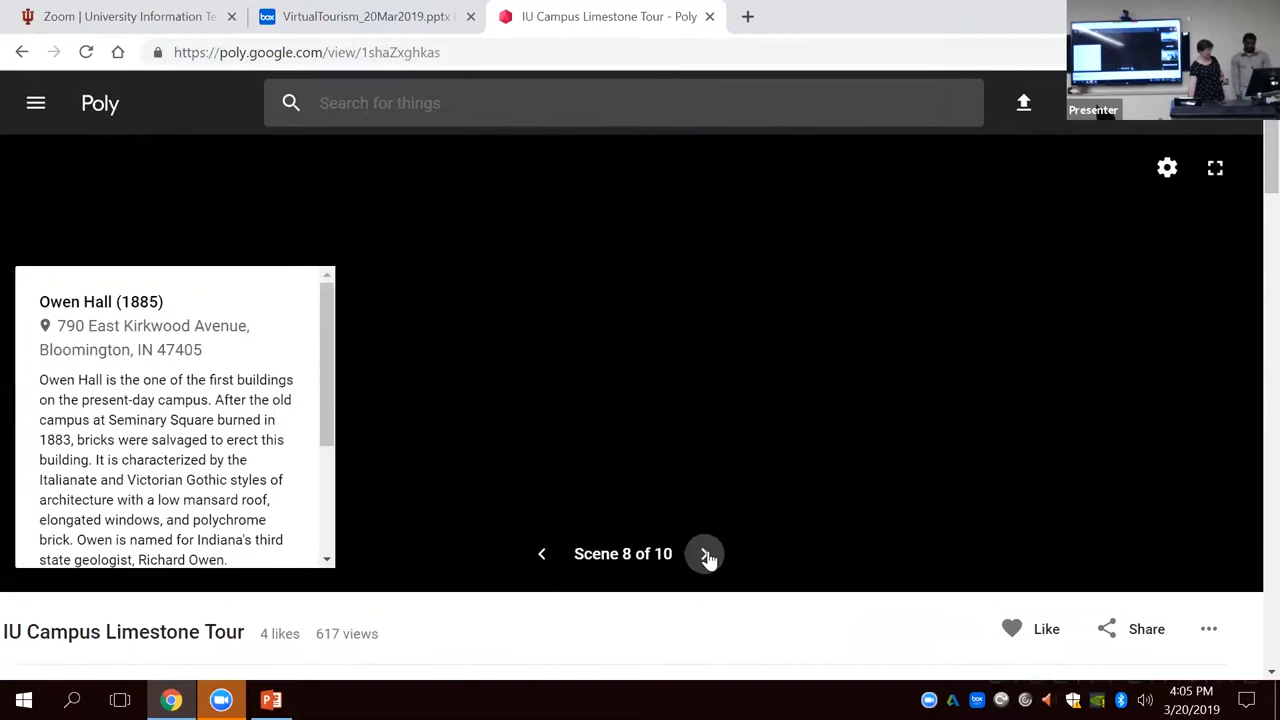 Zoom | University Information Te
VirtualTourism_20Mar2019.pptx
IU Campus Limestone Tour - Poly
https://poly.google.com/view/1shaZxghkas
Poly
Search for things
Presenter
Owen Hall (1885)
790 East Kirkwood Avenue,
Bloomington, IN 47405
Owen Hall is the one of the first buildings
on the present-day campus. After the old
campus at Seminary Square burned in
1883, bricks were salvaged to erect this
building. It is characterized by the
Italianate and Victorian Gothic styles of
architecture with a low mansard roof,
elongated windows, and polychrome
brick. Owen is named for Indiana's third
state geologist, Richard Owen.
Scene 8 of 10
IU Campus Limestone Tour 4 likes 617 views
Like Share
4:05 PM
3/20/2019